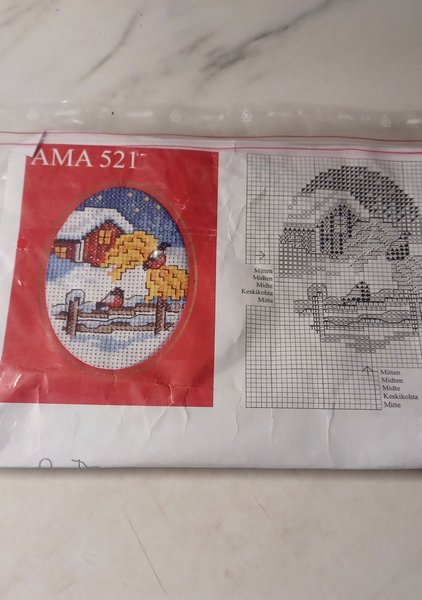 AMA 521
Mitten
Midten
Midte
Keskikohta
Mitte
Mitten
Midten
Midte
Keskikohta
Mitte